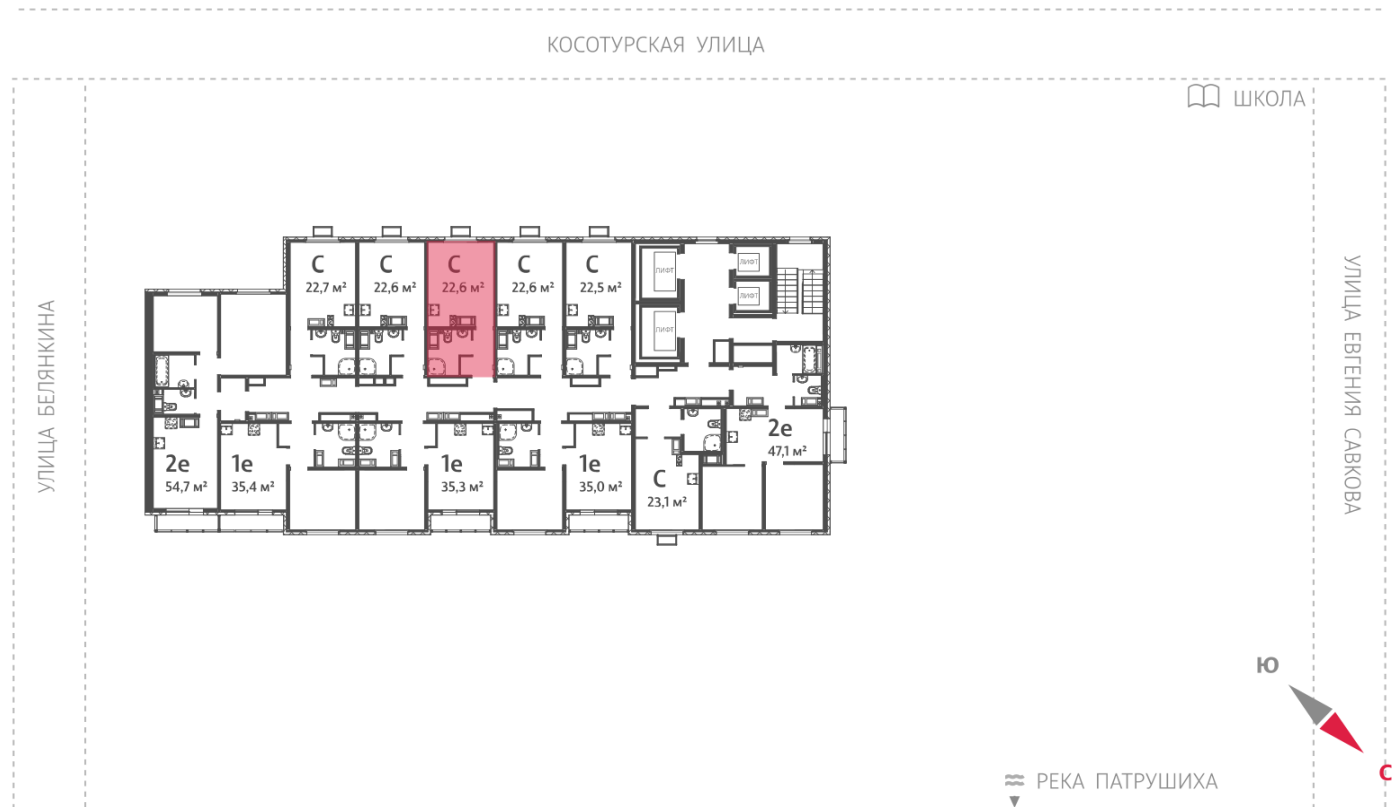 КОСОТУРСКАЯ УЛИЦА
ШКОЛА
УЛИЦА БЕЛЯНКИНА
УЛИЦА ЕВГЕНИЯ САВКОВА
С
22,7 м²
С
22,6 м²
С
22,6 м²
С
22,6 м²
С
22,5 м²
ЛИФТ
ЛИФТ
ЛИФТ
ЛИФТ
2е
54,7 м²
1е
35,4 м²
1е
35,3 м²
1е
35,0 м²
С
23,1 м²
2е
47,1 м²
Ю
С
РЕКА ПАТРУШИХА